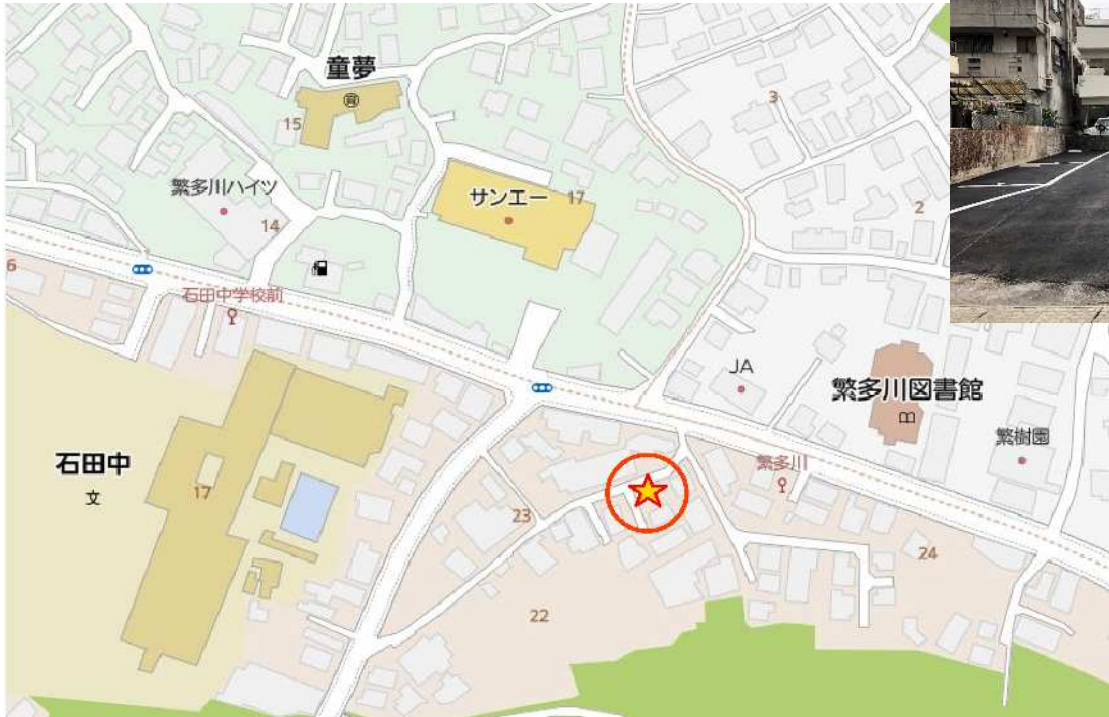 童夢
15
3
繁多川ハイツ
サンエー
17
2
14
6
石田中学校前
JA
繁多川図書館
繁樹園
石田中
文
17
繁多川
23
24
22